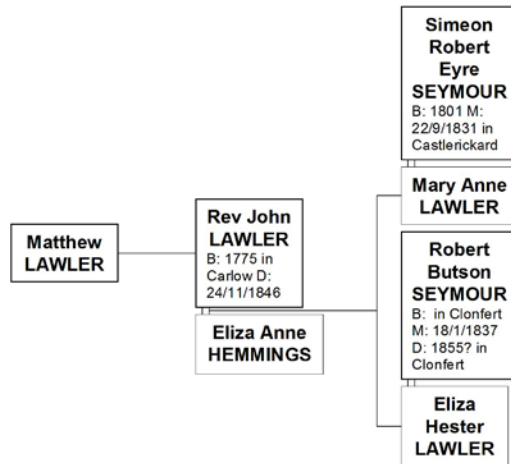 Matthew
LAWLER
Rev John
LAWLER
B: 1775 in
Carlow D:
24/11/1846
Eliza Anne
HEMMINGS
Simeon
Robert
Eyre
SEYMOUR
B: 1801 M:
22/9/1831 in
Castlerickard
Mary Anne
LAWLER
Robert
Butson
SEYMOUR
B:  in Clonfert
M: 18/1/1837
D: 1855? in
Clonfert
Eliza
Hester
LAWLER